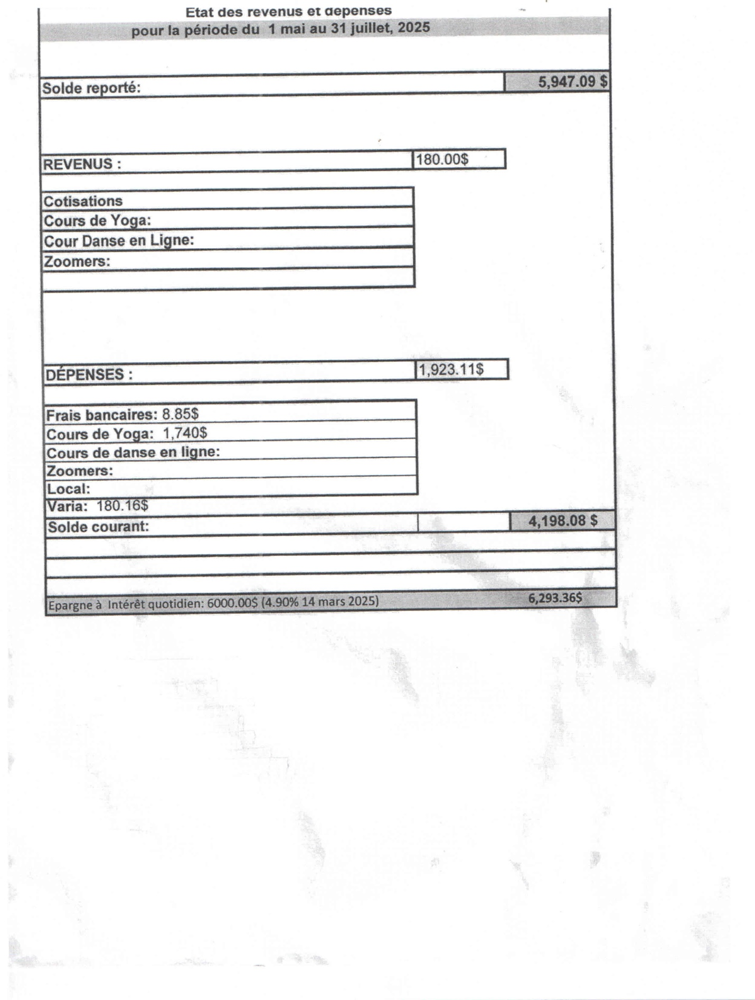 Etat des revenus et dépenses
pour la période du 1 mai au 31 juillet, 2025
Solde reporté: 5,947.09 $
REVENUS : 180.00$
Cotisations
Cours de Yoga:
Cour Danse en Ligne:
Zoomers:
DÉPENSES : 1,923.11$
Frais bancaires: 8.85$
Cours de Yoga: 1,740$
Cours de danse en ligne:
Zoomers:
Local:
Varia: 180.16$
Solde courant: 4,198.08 $
Epargne à Intérêt quotidien: 6000.00$ (4.90% 14 mars 2025) 6,293.36$